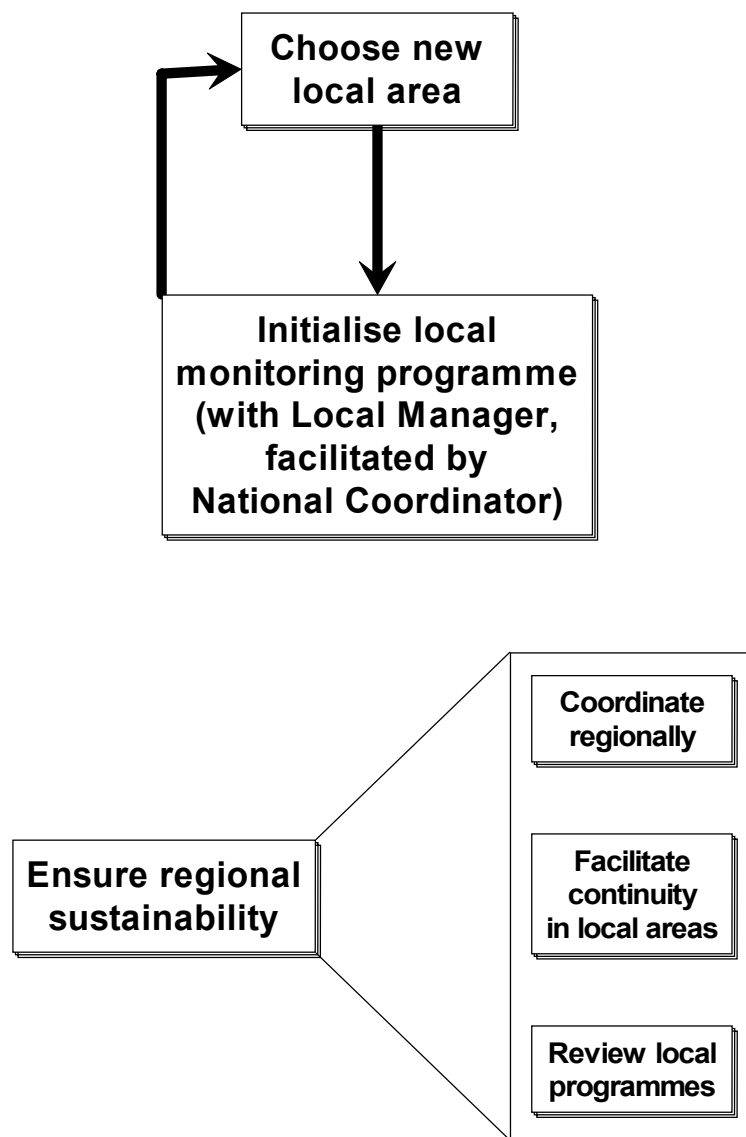 Choose new
local area
Initialise local
monitoring programme
(with Local Manager,
facilitated by
National Coordinator)
Coordinate
regionally
Ensure regional
sustainability
Facilitate
continuity
in local areas
Review local
programmes